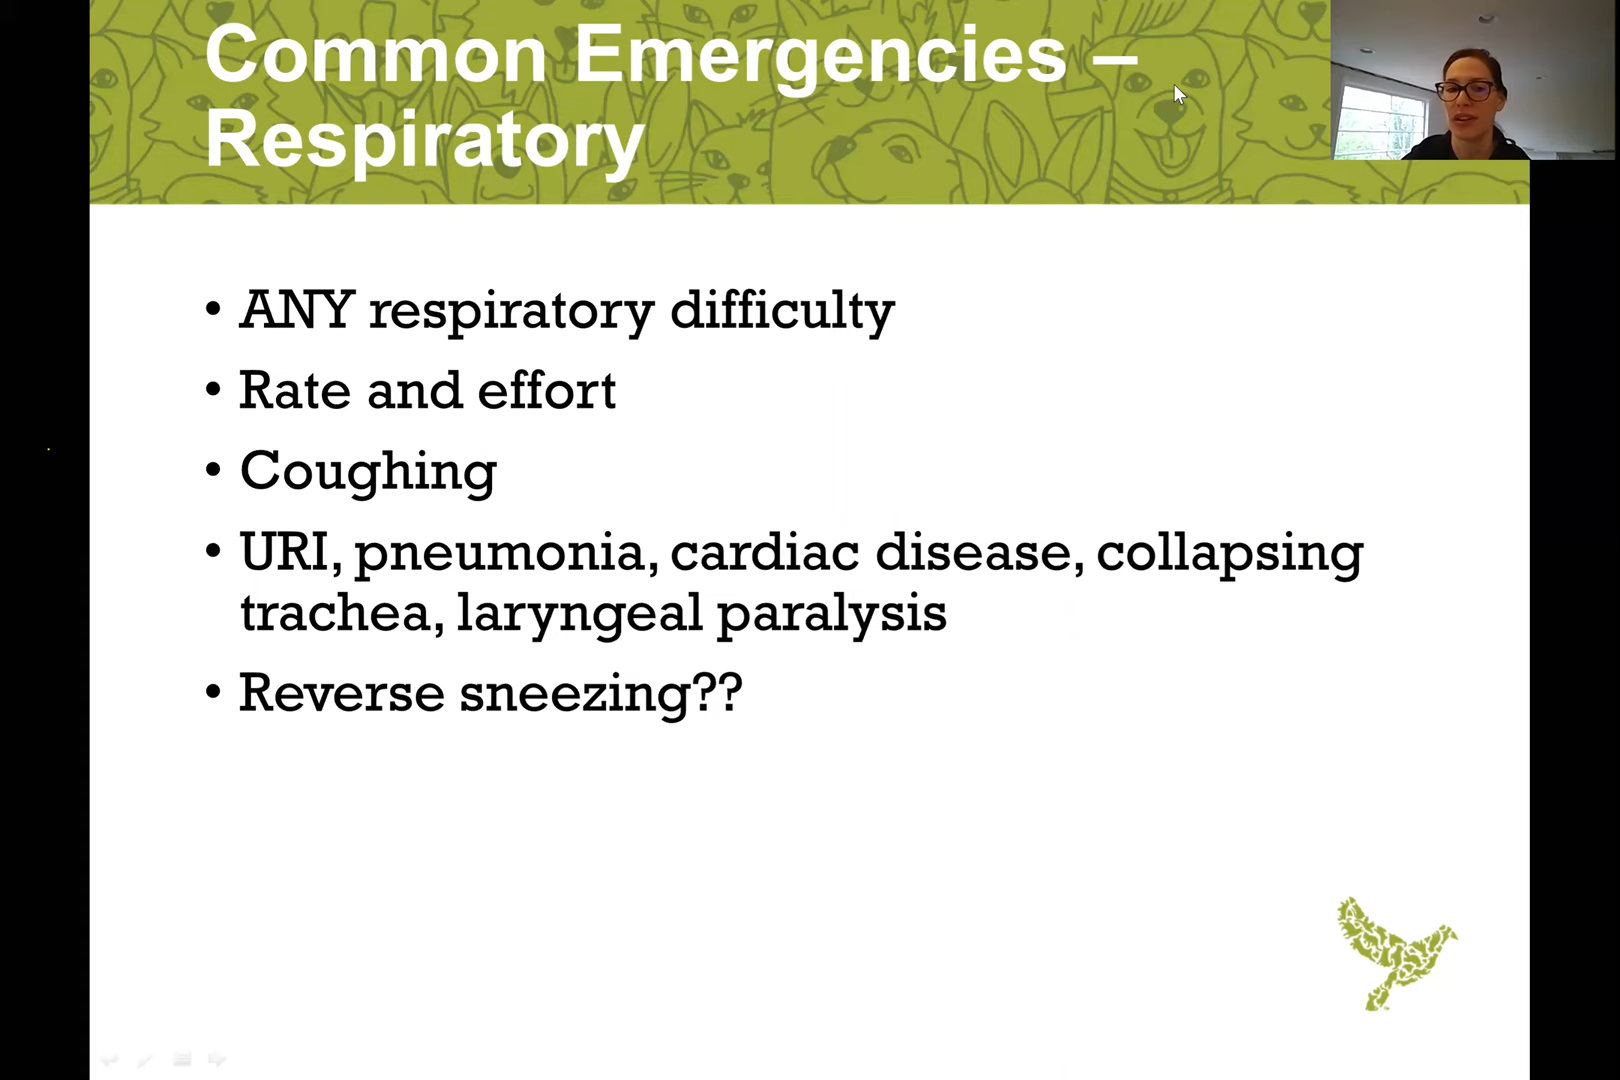 Common Emergencies –
Respiratory
• ANY respiratory difficulty
• Rate and effort
• Coughing
• URI, pneumonia, cardiac disease, collapsing
trachea, laryngeal paralysis
• Reverse sneezing??